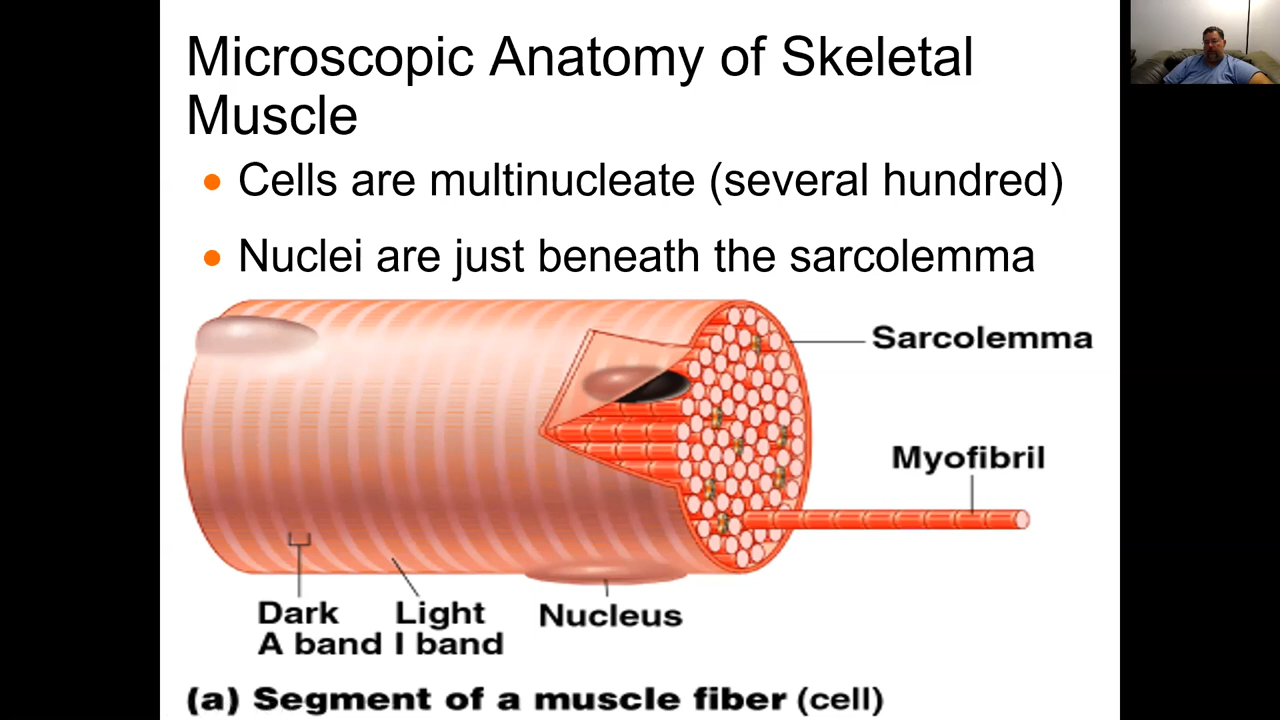 Microscopic Anatomy of Skeletal
Muscle
Cells are multinucleate (several hundred)
Nuclei are just beneath the sarcolemma
Sarcolemma
Myofibril
Dark
A band
Light
I band
Nucleus
(a) Segment of a muscle fiber (cell)